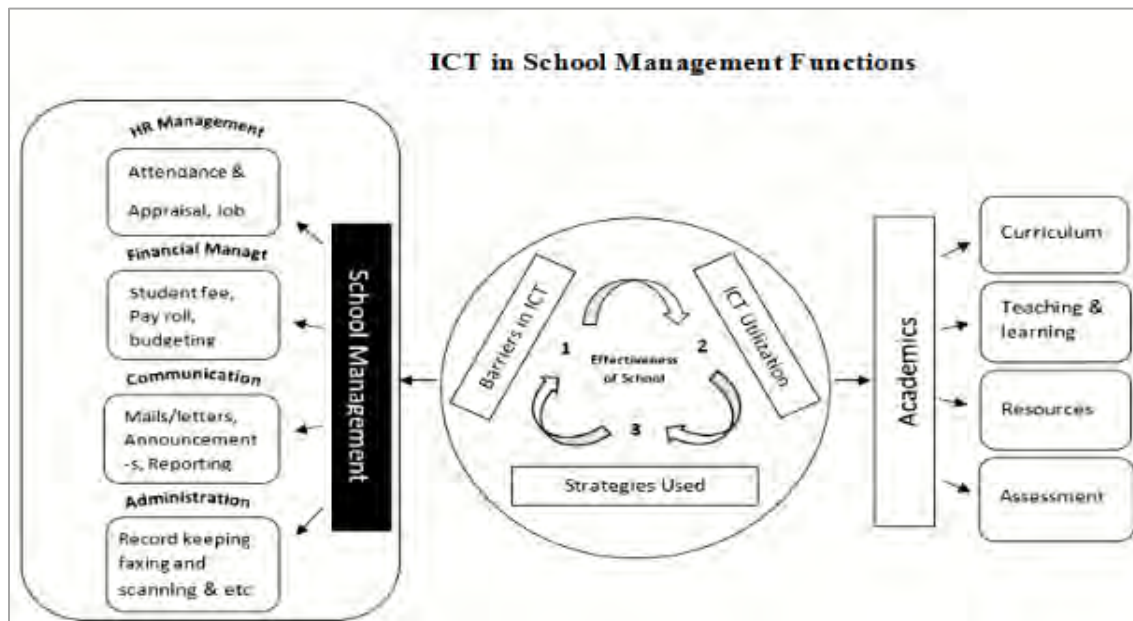 ICT in School Management Functions
HR Management
Attendance &
Appraisal, Job
Financial Managt
Student fee,
Pay roll,
budgeting
Communication
Mails/letters,
Announcement
-s, Reporting
Administration
Record keeping
faxing and
scanning & etc
School Management
Barriers in ICT
1
Effectiveness
of School
2
ICT Utilization
3
Strategies Used
Academics
Curriculum
Teaching &
learning
Resources
Assessment